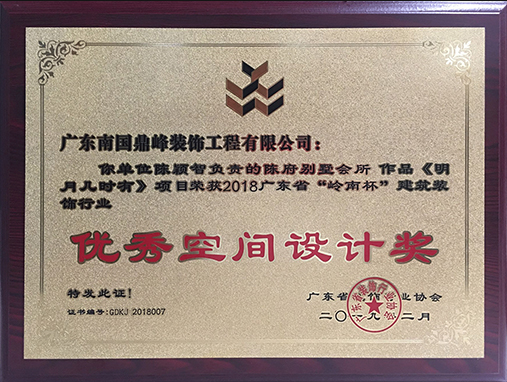 广东南国鼎峰装饰工程有限公司：
你单位陈颖智负责的陈府别墅会所 作品《明
月几时有》项目荣获2018广东省“岭南杯”建筑装
饰行业
优秀空间设计奖
特发此证！
广东省 饰 业协会
证书编号:GDKJ 2018007
二〇一九 二月